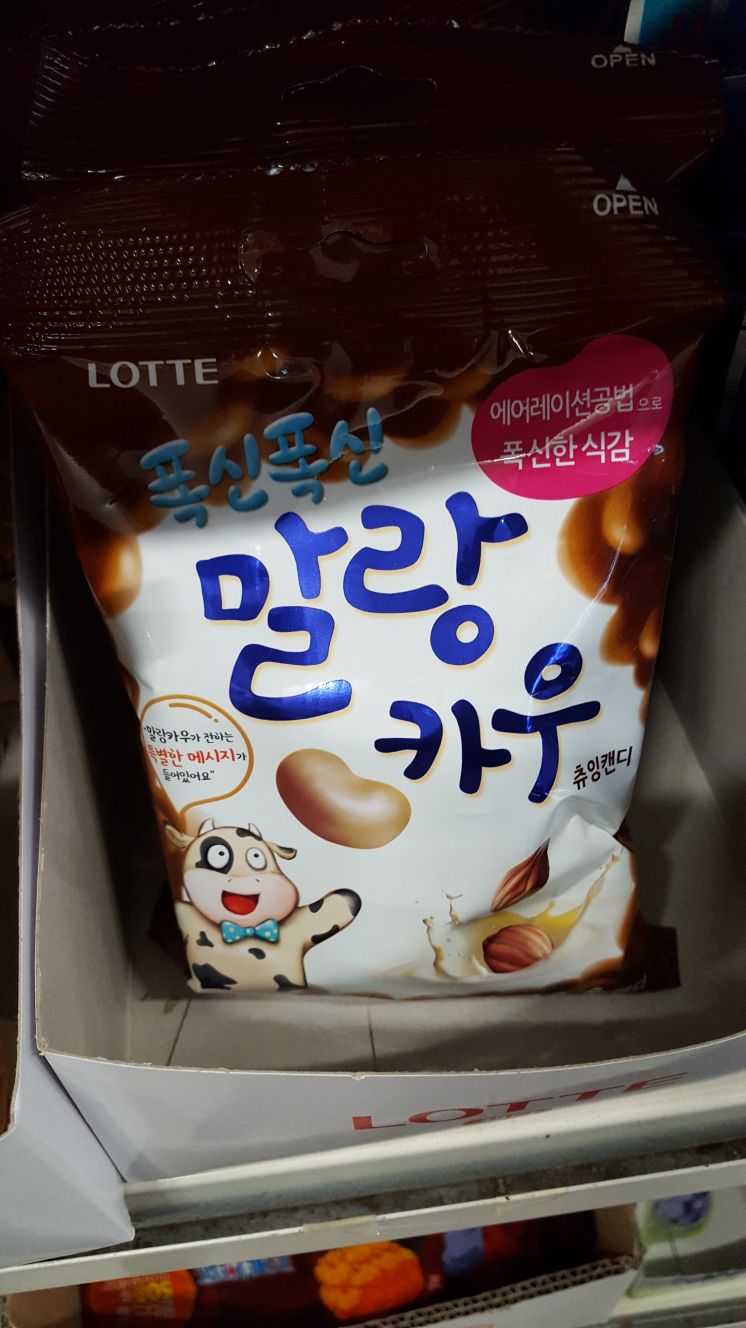 OPEN
OPEN
LOTTE
에어레이션공법으로
폭신한 식감
폭신폭신
말랑
카우
츄잉캔디
"말랑카우가 전하는
특별한 메시지가
들어있어요"
LOTTE